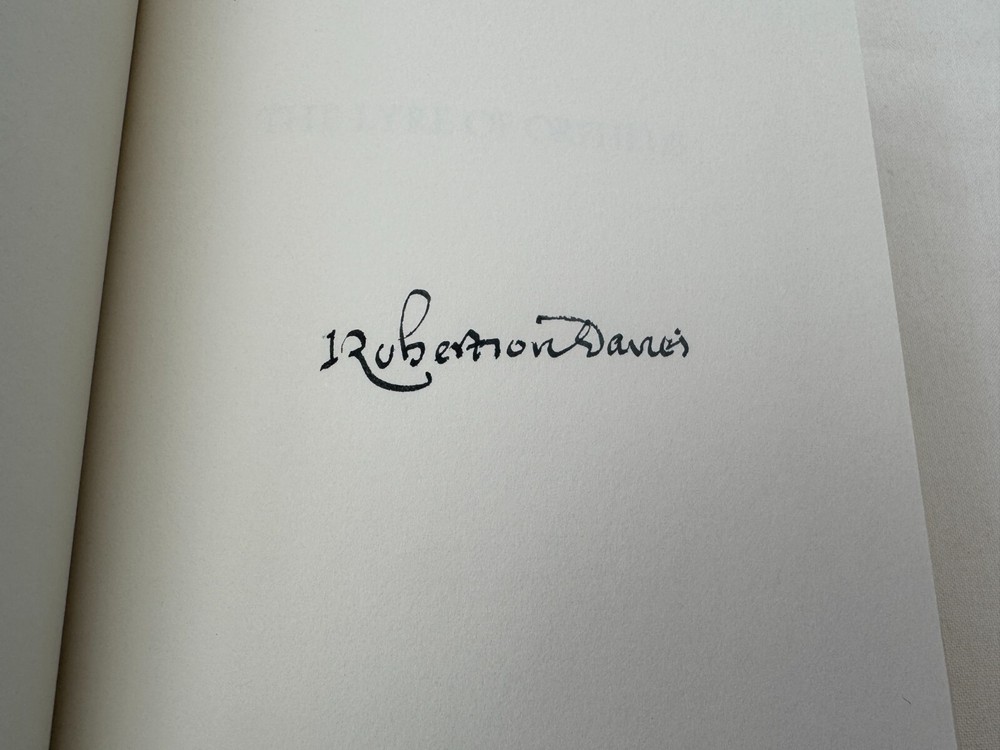 THE LYRE OF ORPHEUS
Robertson Davies